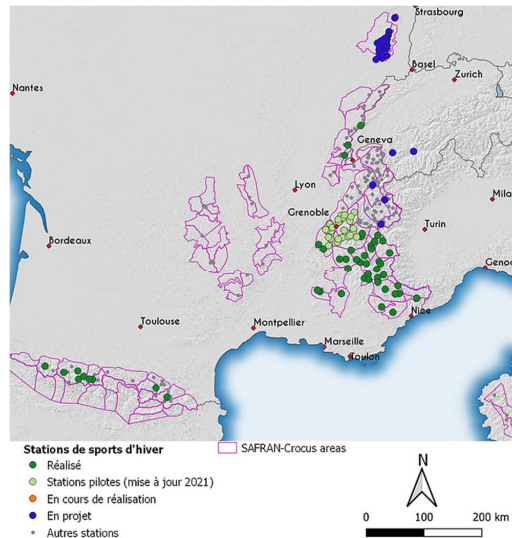 Strasbourg
Basel
Zurich
Nantes
Geneva
Lyon
Mila
Grenoble
Turin
Bordeaux
Genoa
Nice
Toulouse
Montpellier
Marseille
Toulon
Stations de sports d'hiver
SAFRAN-Crocus areas
Réalisé
Stations pilotes (mise à jour 2021)
En cours de réalisation
En projet
Autres stations
N
0 100 200 km